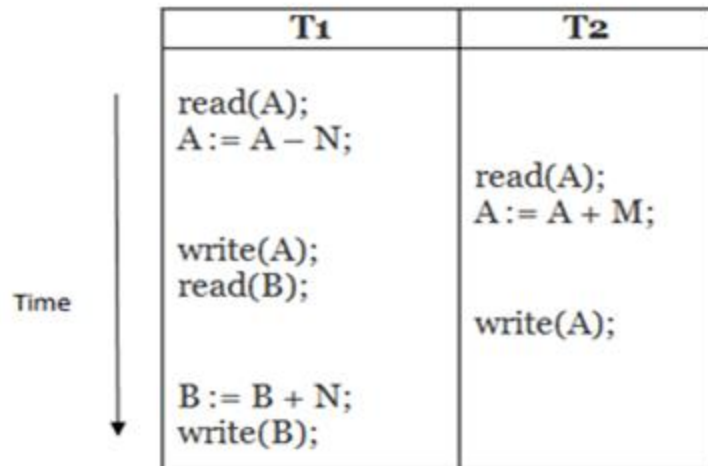 T1 T2
read(A);
A := A – N;
read(A);
A := A + M;
write(A);
read(B);
Time
write(A);
B := B + N;
write(B);